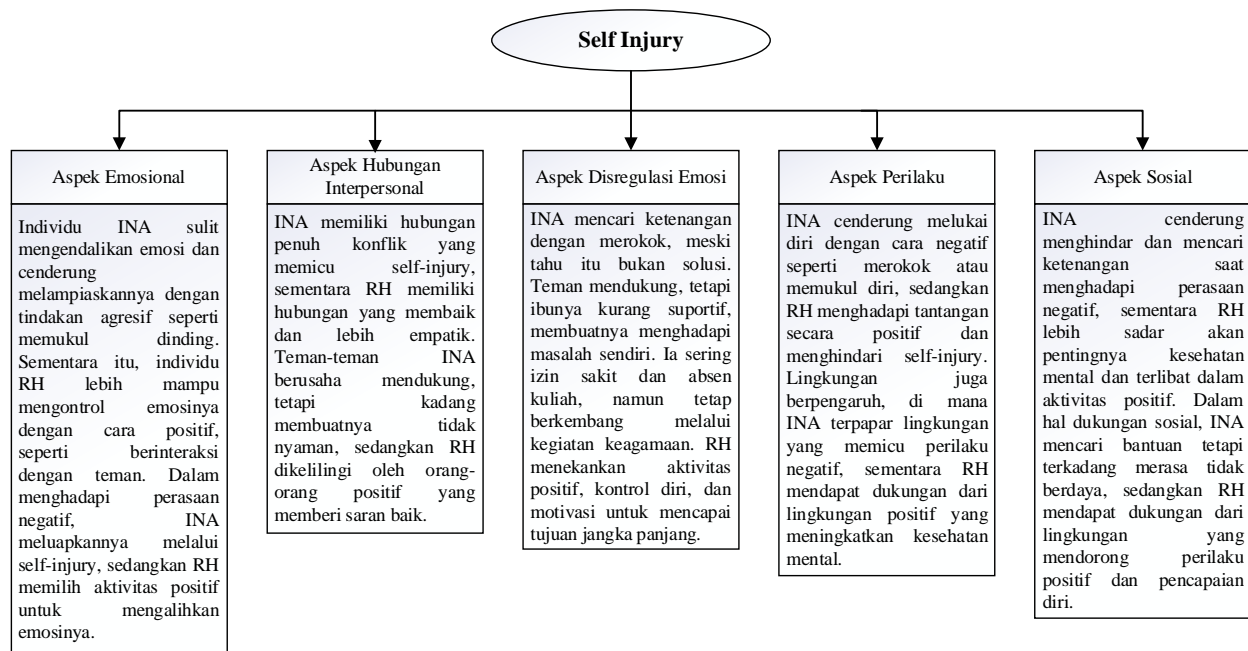 Self Injury
Aspek Emosional
Individu INA sulit
mengendalikan emosi dan
cenderung
melampiaskannya dengan
tindakan agresif seperti
memukul dinding.
Sementara itu, individu
RH lebih mampu
mengontrol emosinya
dengan cara positif,
seperti berinteraksi
dengan teman. Dalam
menghadapi perasaan
negatif, INA
meluapkannya melalui
self-injury, sedangkan RH
memilih aktivitas positif
untuk mengalihkan
emosinya.
Aspek Hubungan
Interpersonal
INA memiliki hubungan
penuh konflik yang
memicu self-injury,
sementara RH memiliki
hubungan yang membaik
dan lebih empatik.
Teman-teman INA
berusaha mendukung,
tetapi kadang
membuatnya tidak
nyaman, sedangkan RH
dikelilingi oleh orang-
orang positif yang
memberi saran baik.
Aspek Disregulasi Emosi
INA mencari ketenangan
dengan merokok, meski
tahu itu bukan solusi.
Teman mendukung, tetapi
ibunya kurang suportif,
membuatnya menghadapi
masalah sendiri. Ia sering
izin sakit dan absen
kuliah, namun tetap
berkembang melalui
kegiatan keagamaan. RH
menekankan aktivitas
positif, kontrol diri, dan
motivasi untuk mencapai
tujuan jangka panjang.
Aspek Perilaku
INA cenderung melukai
diri dengan cara negatif
seperti merokok atau
memukul diri, sedangkan
RH menghadapi tantangan
secara positif dan
menghindari self-injury.
Lingkungan juga
berpengaruh, di mana
INA terpapar lingkungan
yang memicu perilaku
negatif, sementara RH
mendapat dukungan dari
lingkungan positif yang
meningkatkan kesehatan
mental.
Aspek Sosial
INA cenderung
menghindar dan mencari
ketenangan saat
menghadapi perasaan
negatif, sementara RH
lebih sadar akan
pentingnya kesehatan
mental dan terlibat dalam
aktivitas positif. Dalam
hal dukungan sosial, INA
mencari bantuan tetapi
terkadang merasa tidak
berdaya, sedangkan RH
mendapat dukungan dari
lingkungan yang
mendorong perilaku
positif dan pencapaian
diri.